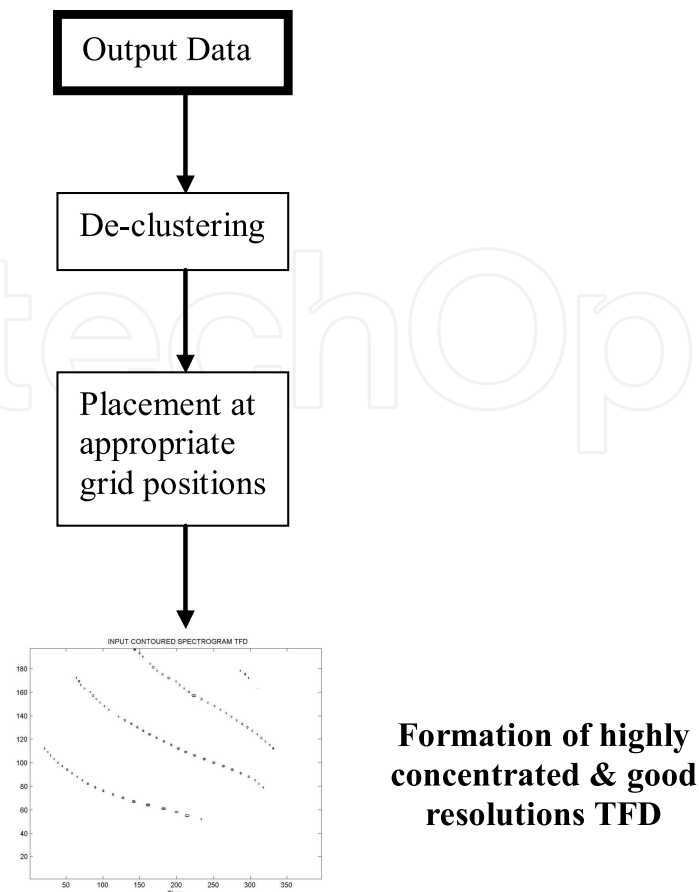 Output Data
De-clustering
Placement at
appropriate
grid positions
INPUT CONTOURED SPECTROGRAM TFD
180
160
140
120
100
80
60
40
20
50 100 150 200 250 300 350
Formation of highly
concentrated & good
resolutions TFD
techOp